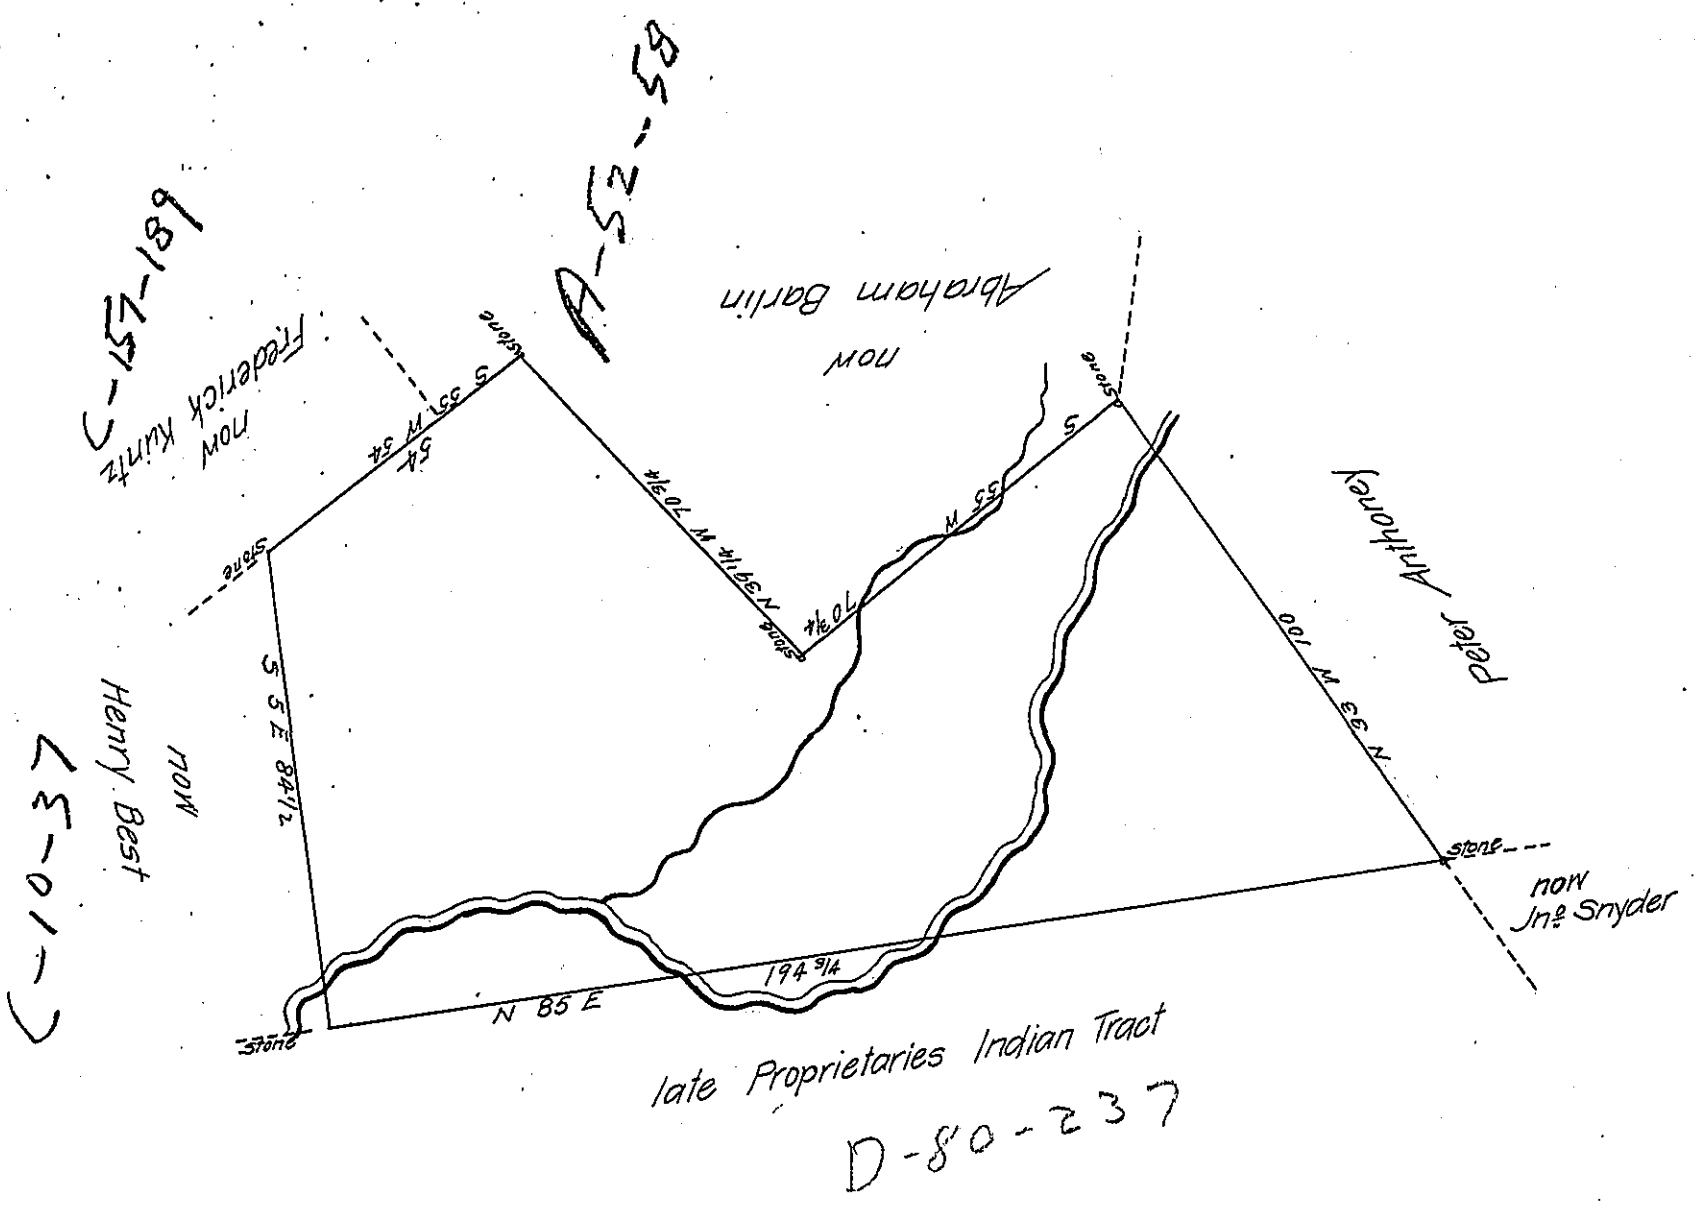 A-52-58
C-157-189
now
Frederick Kuntz
now
Abraham Barlin
stone
S 55 W 54
54
stone
N 39 1/4 W 70 3/4
stone
S 55 W 70 3/4
stone
Peter Anthoney
N 33 W 100
stone
now
Jno Snyder
S 5 E 84 1/2
now
Henry Best
C-10-37
stone
N 85 E 194 3/4
late Proprietaries Indian Tract
D-80-237